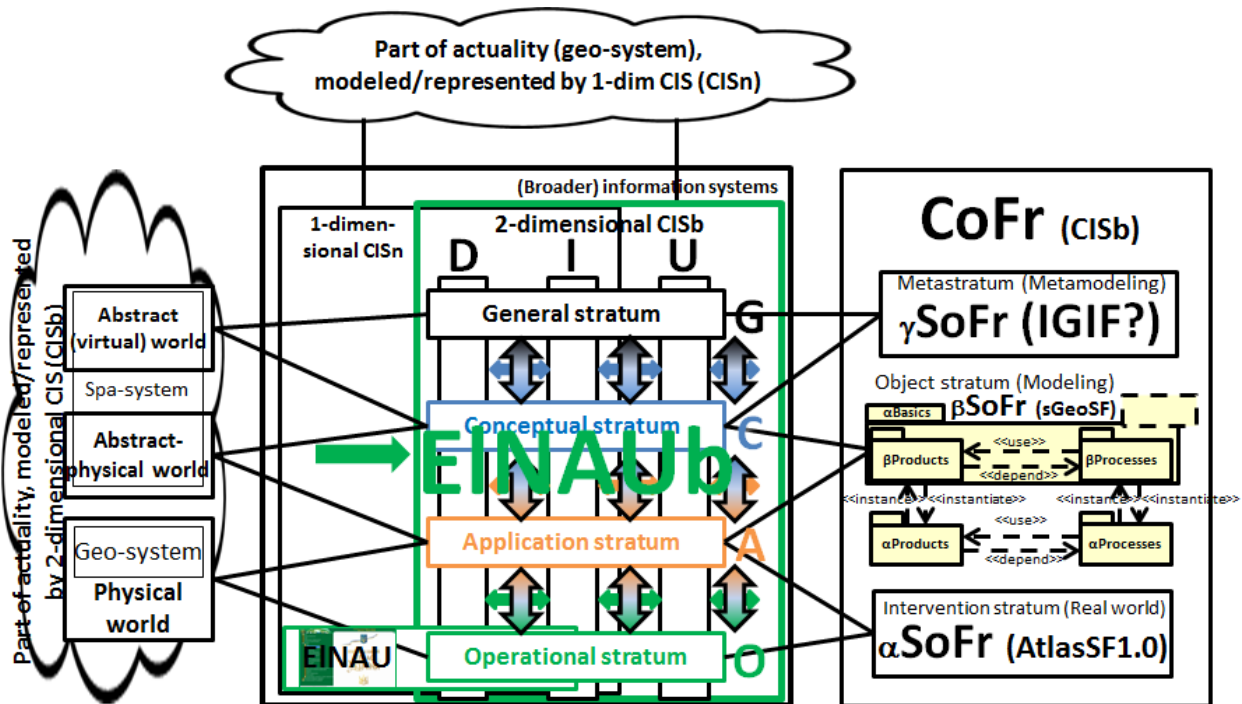 Part of actuality (geo-system),
modeled/represented by 1-dim CIS (CISn)
Part of actuality, modeled/represented
by 2-dimensional CIS (CISb)
Abstract
(virtual) world
Spa-system
Abstract-
physical world
Geo-system
Physical
world
(Broader) information systems
1-dimen-
sional CISn
2-dimensional CISb
D I U
General stratum
G
Conceptual stratum
C
EINAUb
Application stratum
A
EINAU
Operational stratum
O
CoFr (CISb)
Metastratum (Metamodeling)
γSoFr (IGIF?)
Object stratum (Modeling)
αBasics
βSoFr (sGeoSF)
<<use>>
βProducts
βProcesses
<<depend>>
<<instance>>
<<instantiate>>
<<instance>>
<<instantiate>>
<<use>>
αProducts
αProcesses
<<depend>>
Intervention stratum (Real world)
αSoFr (AtlasSF1.0)